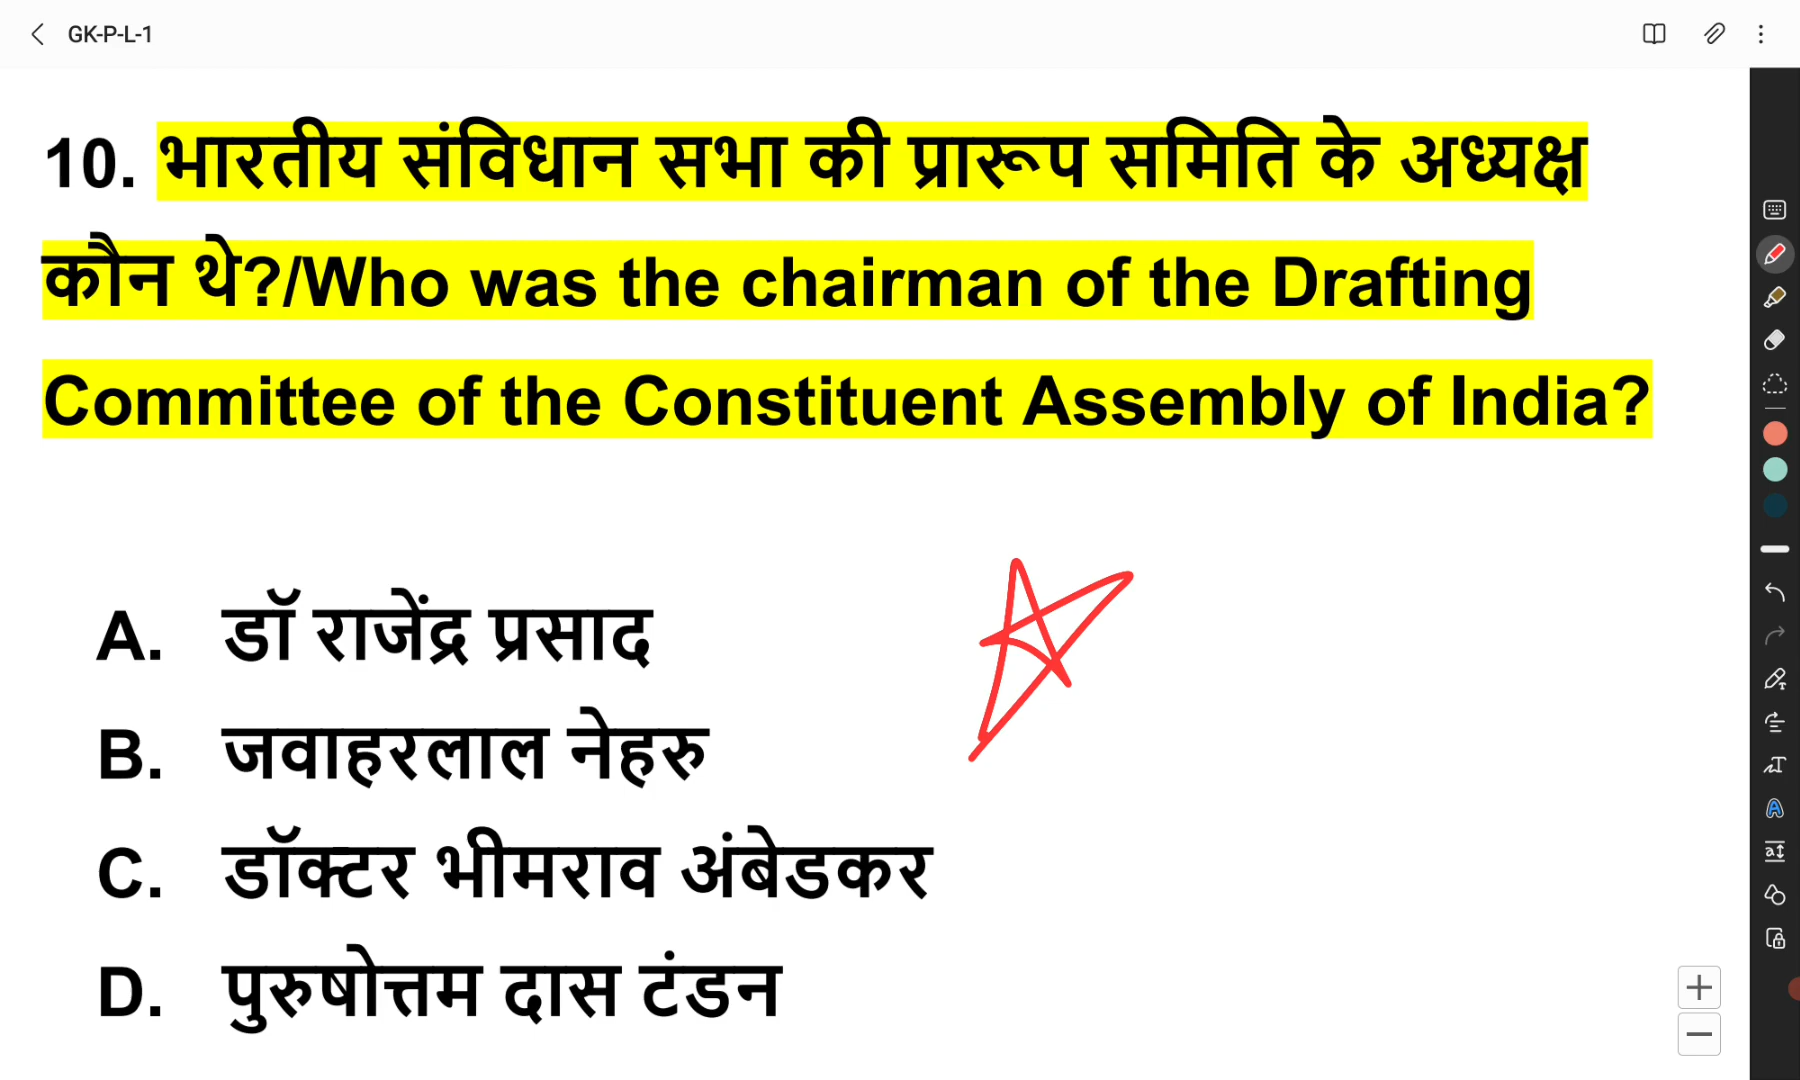 GK-P-L-1
10. भारतीय संविधान सभा की प्रारूप समिति के अध्यक्ष
कौन थे?/Who was the chairman of the Drafting
Committee of the Constituent Assembly of India?
A. डॉ राजेंद्र प्रसाद
B. जवाहरलाल नेहरु
C. डॉक्टर भीमराव अंबेडकर
D. पुरुषोत्तम दास टंडन